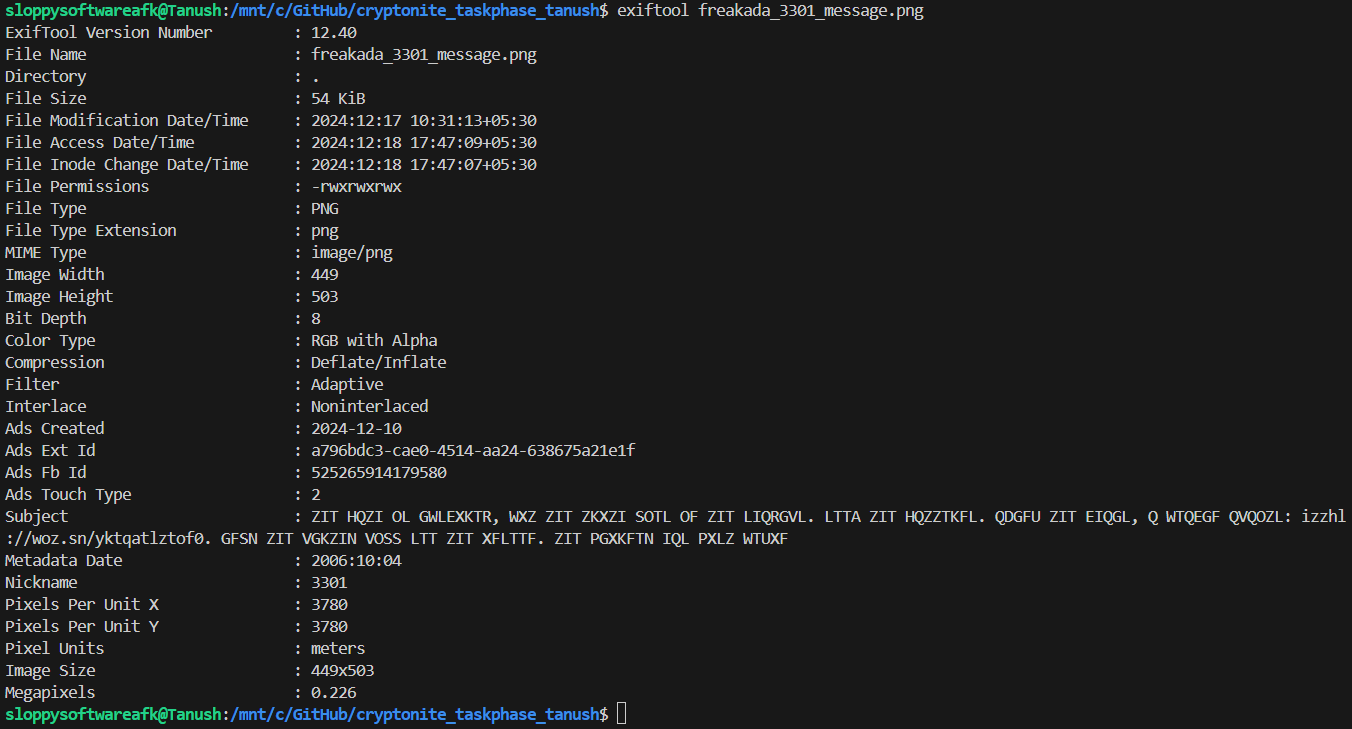 sloppysoftwareafk@Tanush:/mnt/c/GitHub/cryptonite_taskphase_tanush$ exiftool freakada_3301_message.png
ExifTool Version Number         : 12.40
File Name                       : freakada_3301_message.png
Directory                       : .
File Size                       : 54 KiB
File Modification Date/Time     : 2024:12:17 10:31:13+05:30
File Access Date/Time           : 2024:12:18 17:47:09+05:30
File Inode Change Date/Time     : 2024:12:18 17:47:07+05:30
File Permissions                : -rwxrwxrwx
File Type                       : PNG
File Type Extension             : png
MIME Type                       : image/png
Image Width                     : 449
Image Height                    : 503
Bit Depth                       : 8
Color Type                      : RGB with Alpha
Compression                     : Deflate/Inflate
Filter                          : Adaptive
Interlace                       : Noninterlaced
Ads Created                     : 2024-12-10
Ads Ext Id                      : a796bdc3-cae0-4514-aa24-638675a21e1f
Ads Fb Id                       : 525265914179580
Ads Touch Type                  : 2
Subject                         : ZIT HQZI OL GWLEXKTR, WXZ ZIT ZKXZI SOTL OF ZIT LIQRGVL. LTTA ZIT HQZZTKFL. QDGFU ZIT EIQGL, Q WTQEGF QVQOZL: izzhl
://woz.sn/yktqatlztof0. GFSN ZIT VGKZIN VOSS LTT ZIT XFLTTF. ZIT PGXKFTN IQL PXLZ WTUXF
Metadata Date                   : 2006:10:04
Nickname                        : 3301
Pixels Per Unit X               : 3780
Pixels Per Unit Y               : 3780
Pixel Units                     : meters
Image Size                      : 449x503
Megapixels                      : 0.226
sloppysoftwareafk@Tanush:/mnt/c/GitHub/cryptonite_taskphase_tanush$